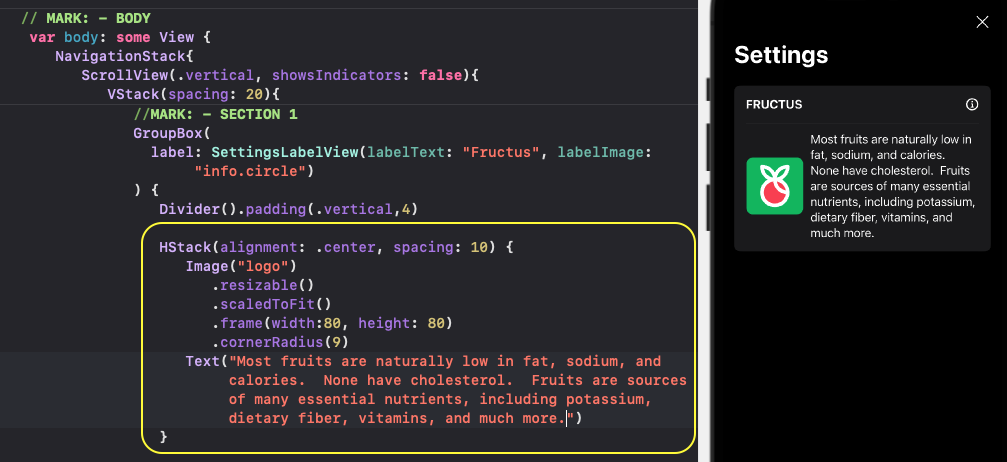 // MARK: - BODY
var body: some View {
NavigationStack{
ScrollView(.vertical, showsIndicators: false){
VStack(spacing: 20){
//MARK: - SECTION 1
GroupBox(
label: SettingsLabelView(labelText: "Fructus", labelImage:
"info.circle")
) {
Divider().padding(.vertical,4)
HStack(alignment: .center, spacing: 10) {
Image("logo")
.resizable()
.scaledToFit()
.frame(width:80, height: 80)
.cornerRadius(9)
Text("Most fruits are naturally low in fat, sodium, and
calories.  None have cholesterol.  Fruits are sources
of many essential nutrients, including potassium,
dietary fiber, vitamins, and much more.")
}
Settings
FRUCTUS
Most fruits are naturally low in
fat, sodium, and calories.
None have cholesterol.  Fruits
are sources of many essential
nutrients, including potassium,
dietary fiber, vitamins, and
much more.